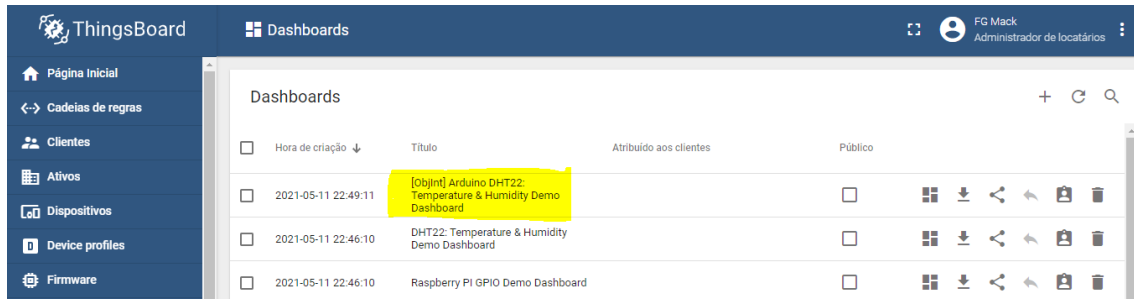 ThingsBoard
Dashboards
FG Mack
Administrador de locatários
Página Inicial
Cadeias de regras
Clientes
Ativos
Dispositivos
Device profiles
Firmware
Dashboards
Hora de criação Título Atribuído aos clientes Público
2021-05-11 22:49:11
[ObjInt] Arduino DHT22:
Temperature & Humidity Demo
Dashboard
2021-05-11 22:46:10
DHT22: Temperature & Humidity
Demo Dashboard
2021-05-11 22:46:10 Raspberry PI GPIO Demo Dashboard